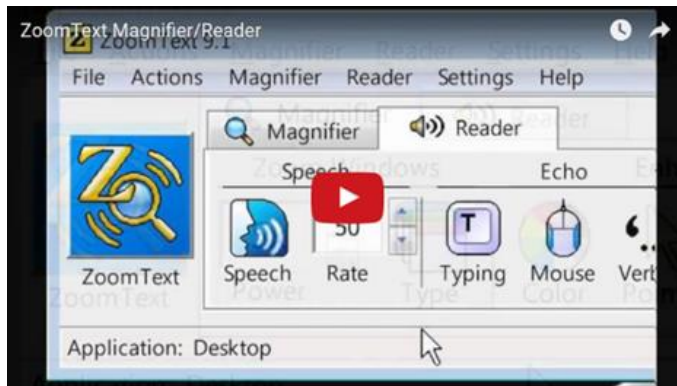 ZoomText Magnifier/Reader
ZoomText 9.1
File Actions Magnifier Reader Settings Help
Magnifier Reader
Speech Echo
50
T
Speech Rate Typing Mouse Verb
ZoomText
Application: Desktop